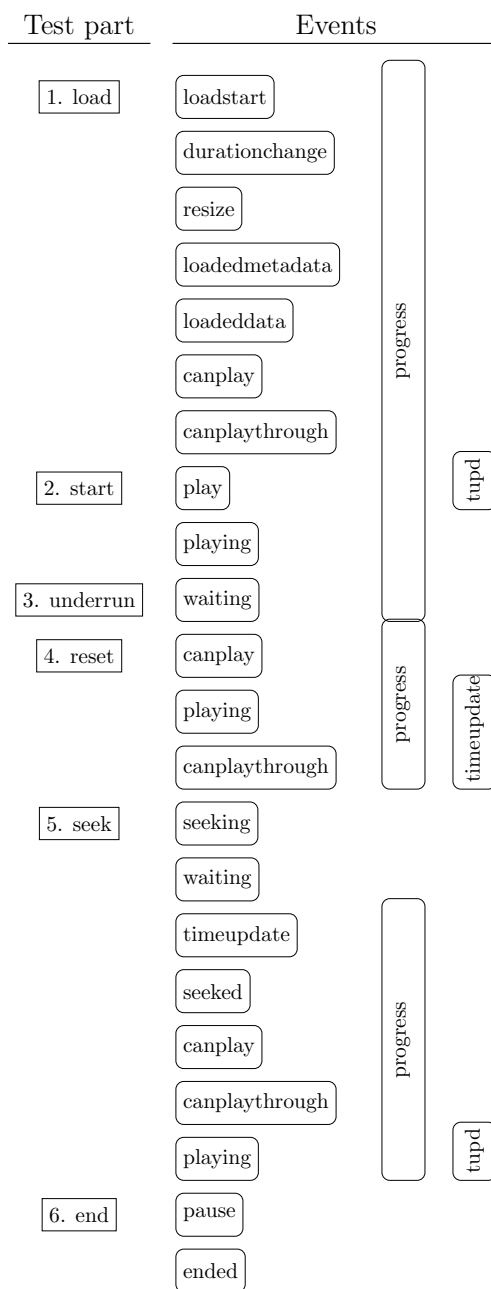 Test part Events
1. load loadstart
durationchange
resize
loadedmetadata
loadeddata
progress
canplay
canplaythrough
2. start play tupd
playing
3. underrun waiting
4. reset canplay
progress
playing timeupdate
canplaythrough
5. seek seeking
waiting
timeupdate
seeked
progress
canplay
canplaythrough
playing tupd
6. end pause
ended